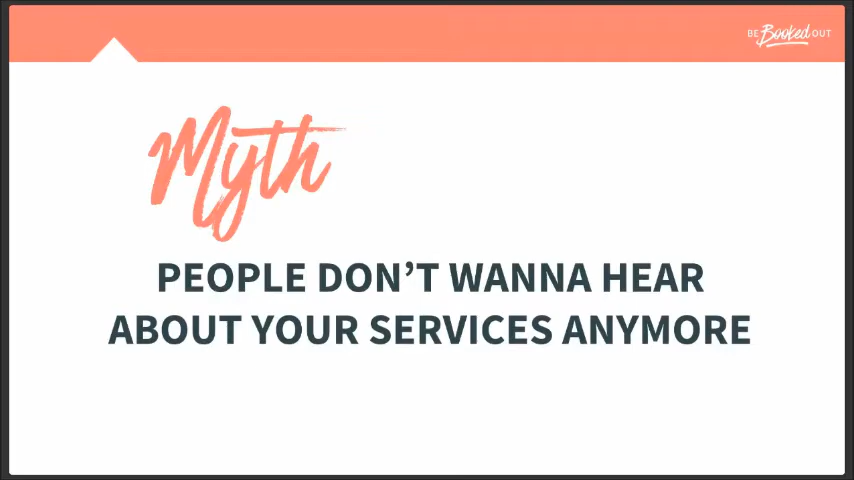 BE Booked OUT
Myth
PEOPLE DON'T WANNA HEAR
ABOUT YOUR SERVICES ANYMORE